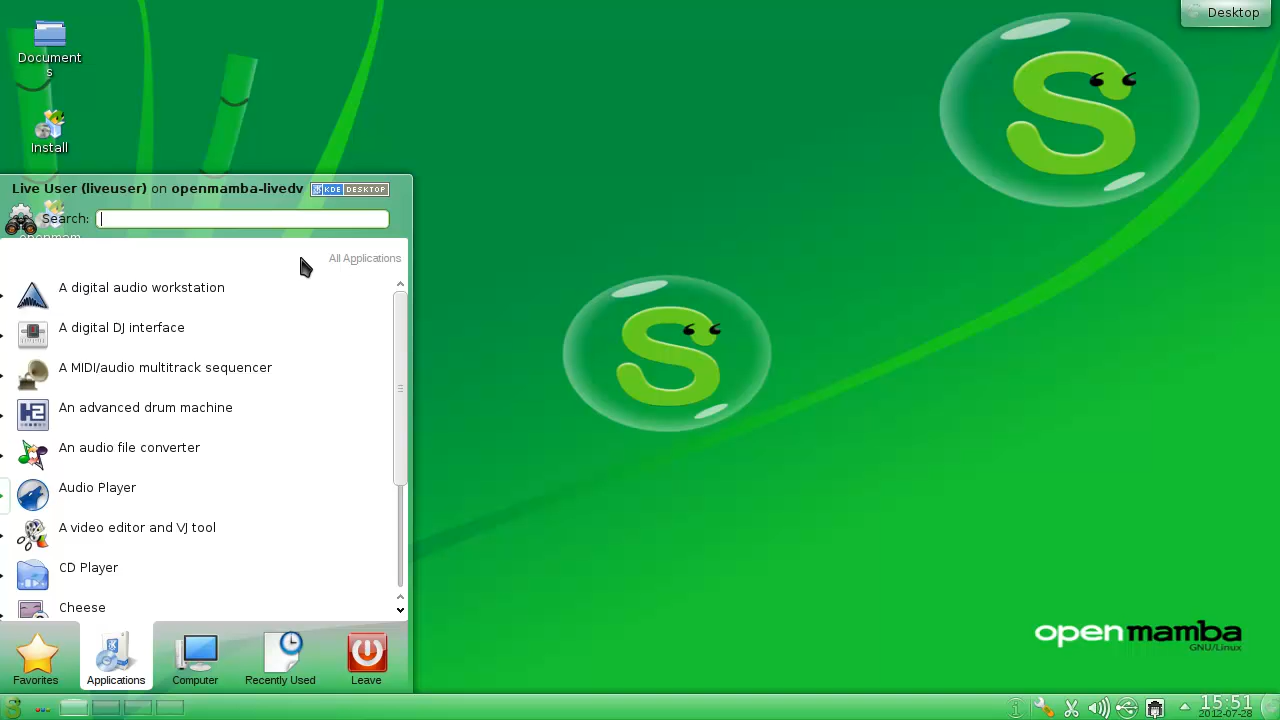 Desktop
Document
s
Install
Live User (liveuser) on openmamba-livedv
KDE DESKTOP
Search:
All Applications
A digital audio workstation
A digital DJ interface
A MIDI/audio multitrack sequencer
An advanced drum machine
An audio file converter
Audio Player
A video editor and VJ tool
CD Player
Cheese
Favorites
Applications
Computer
Recently Used
Leave
openmamba
GNU/Linux
15:51
2012-07-28